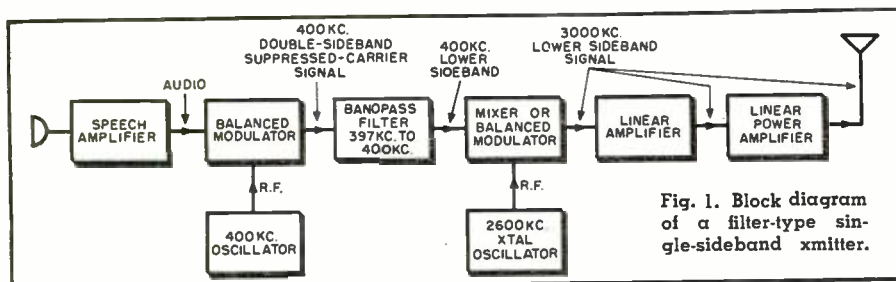 400KC.
DOUBLE-SIDEBAND
SUPPRESSED-CARRIER
SIGNAL
AUDIO
400KC.
LOWER
SIDEBAND
3000KC.
LOWER SIDEBAND
SIGNAL
SPEECH
AMPLIFIER
BALANCED
MODULATOR
BANDPASS
FILTER
397KC. TO
400KC.
MIXER OR
BALANCED
MODULATOR
LINEAR
AMPLIFIER
LINEAR
POWER
AMPLIFIER
R.F.
R.F.
400KC.
OSCILLATOR
2600KC
XTAL
OSCILLATOR
Fig. 1. Block diagram
of a filter-type sin-
gle-sideband xmitter.